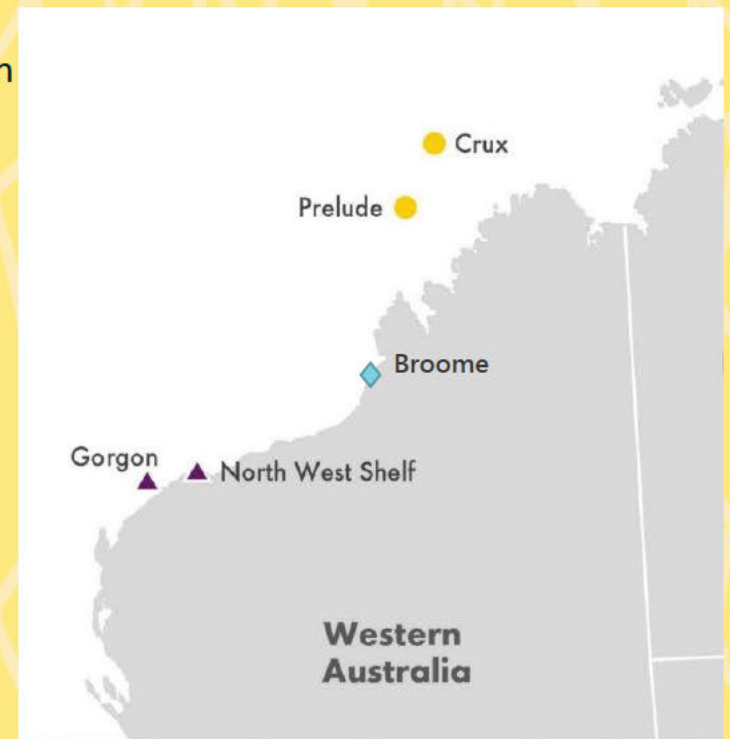 n
Crux
Prelude
Broome
Gorgon
North West Shelf
Western
Australia